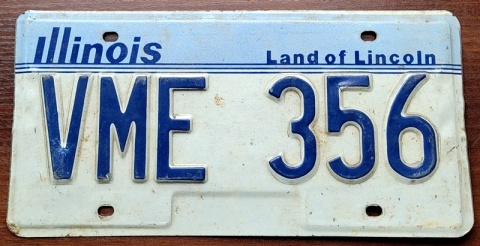 Illinois Land of Lincoln
VME 356